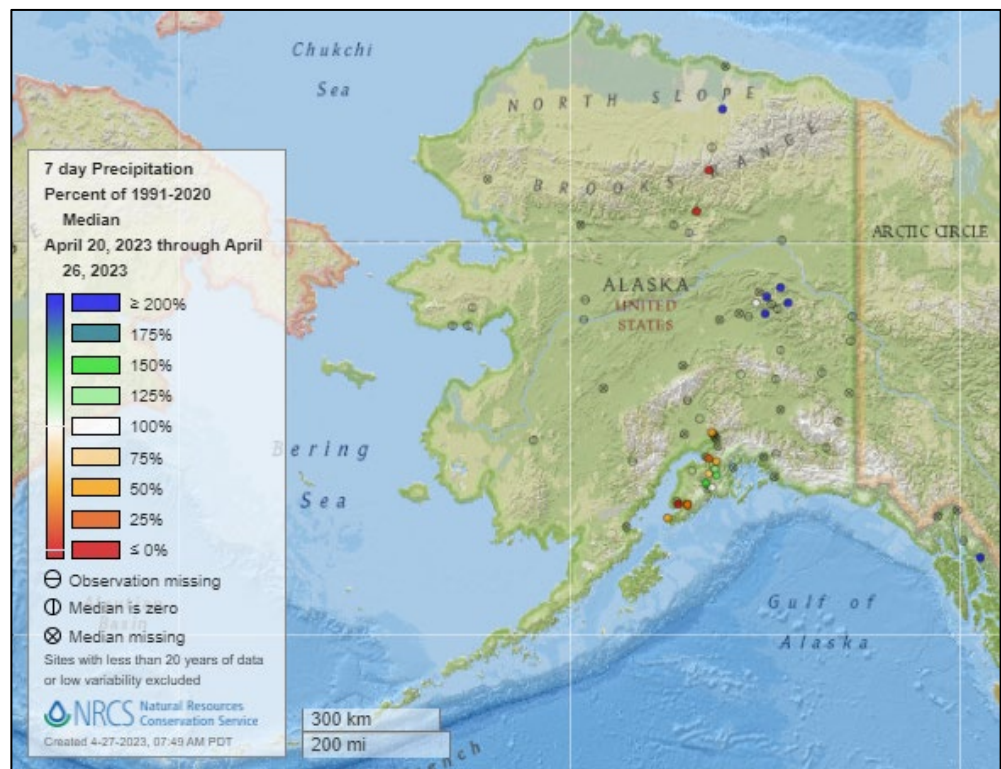 Chukchi
Sea
NORTH SLOPE
BROOKS RANGE
ARCTIC CIRCLE
ALASKA
UNITED
STATES
Bering
Sea
Gulf of
Alaska
7 day Precipitation
Percent of 1991-2020
Median
April 20, 2023 through April
26, 2023
≥ 200%
175%
150%
125%
100%
75%
50%
25%
≤ 0%
Observation missing
Median is zero
Median missing
Sites with less than 20 years of data
or low variability excluded
NRCS Natural Resources
Conservation Service
Created 4-27-2023, 07:49 AM PDT
300 km
200 mi